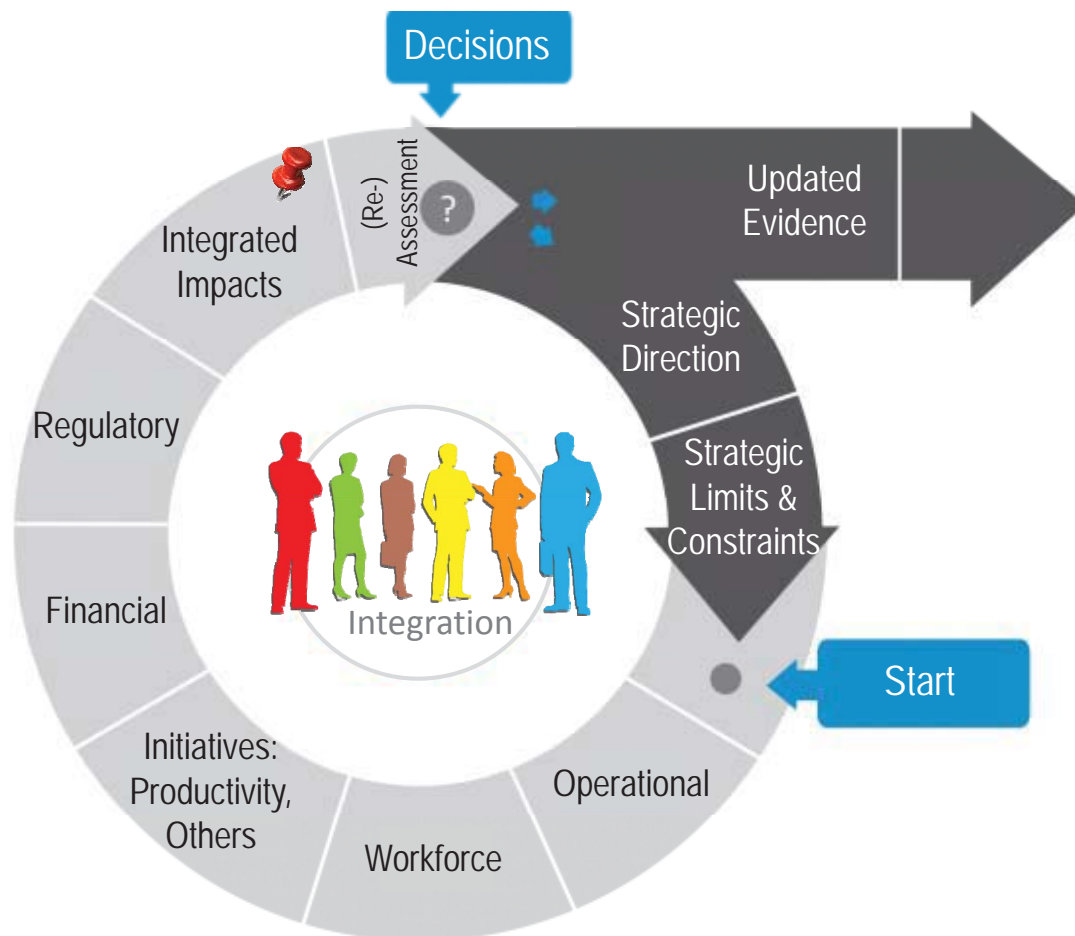 Decisions
(Re-)
Assessment
?
Updated
Evidence
Integrated
Impacts
Strategic
Direction
Regulatory
Strategic
Limits &
Constraints
Financial
Integration
Start
Initiatives:
Productivity,
Others
Operational
Workforce